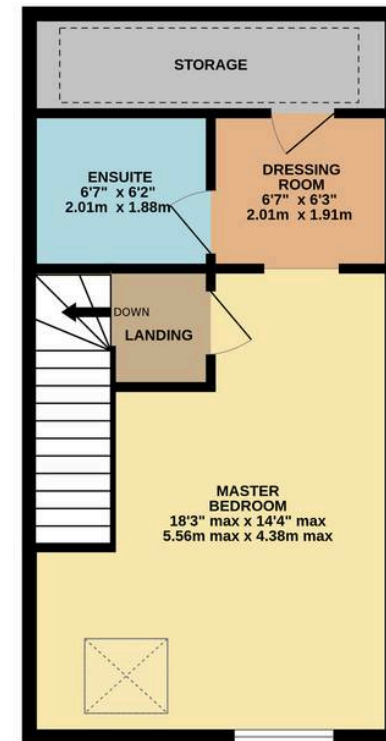 STORAGE
ENSUITE
6'7" x 6'2"
2.01m x 1.88m
DRESSING
ROOM
6'7" x 6'3"
2.01m x 1.91m
DOWN
LANDING
MASTER
BEDROOM
18'3" max x 14'4" max
5.56m max x 4.38m max